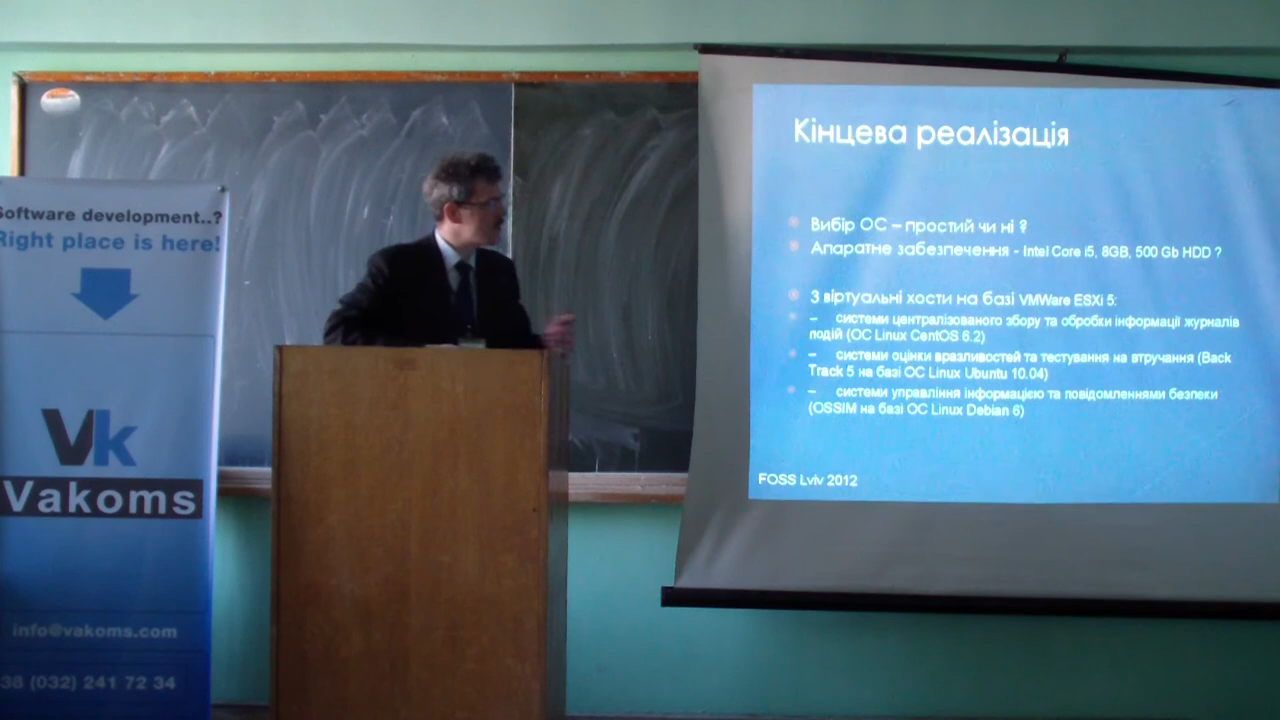 Software development..?
Right place is here!
Vk
Vakoms
info@vakoms.com
38 (032) 241 72 34
Кінцева реалізація
Вибір ОС – простий чи ні ?
Апаратне забезпечення - Intel Core i5, 8GB, 500 Gb HDD ?
3 віртуальні хости на базі VMWare ESXi 5:
– системи централізованого збору та обробки інформації журналів
подій (ОС Linux CentOS 6.2)
– системи оцінки вразливостей та тестування на втручання (Back
Track 5 на базі ОС Linux Ubuntu 10.04)
– системи управління інформацією та повідомленнями безпеки
(OSSIM на базі ОС Linux Debian 6)
FOSS Lviv 2012